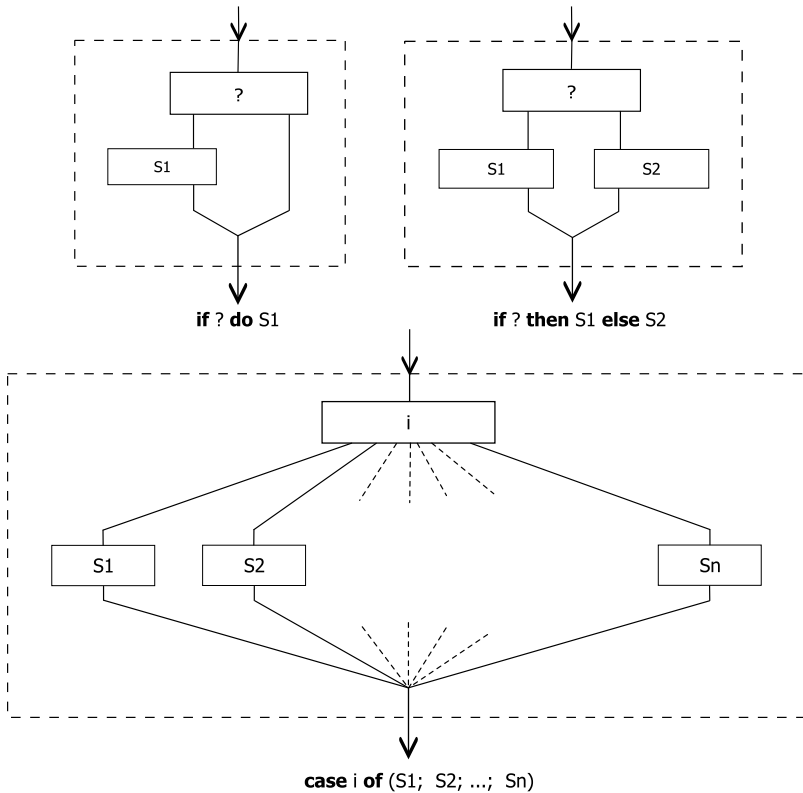 ?
S1
if ? do S1
?
S1 S2
if ? then S1 else S2
i
S1 S2 Sn
case i of (S1; S2; ...; Sn)